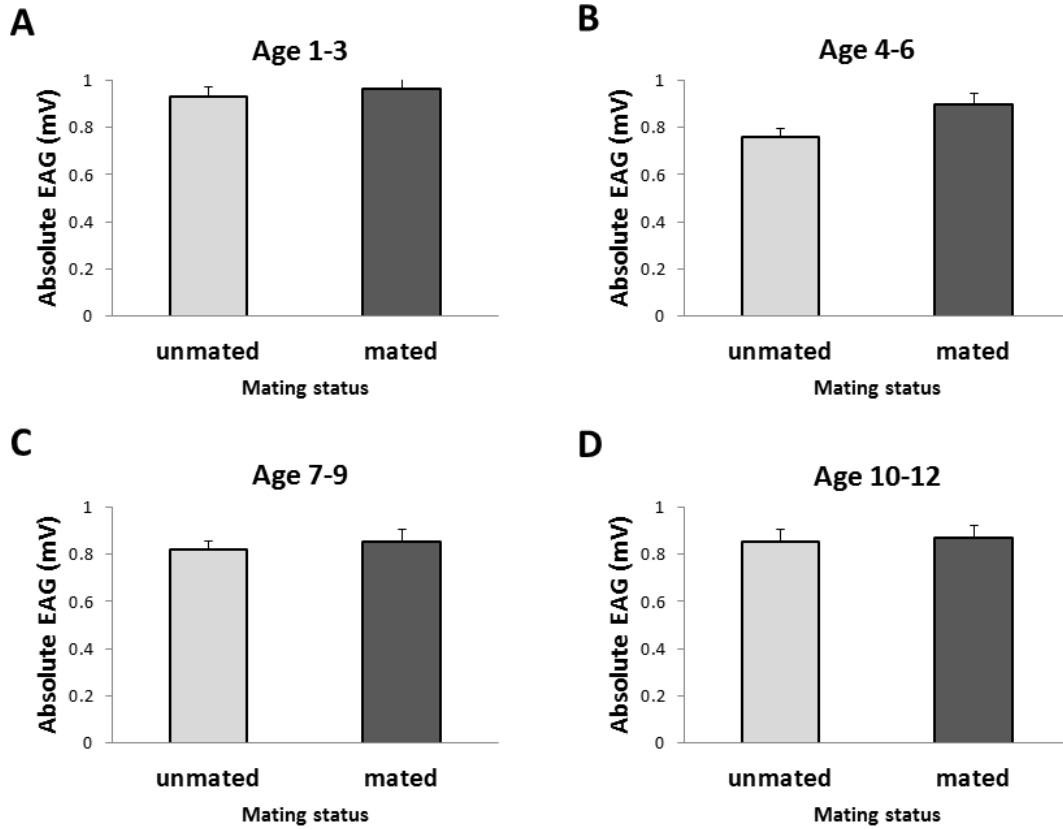 A
Age 1-3
Absolute EAG (mV)
1
0.8
0.6
0.4
0.2
0
unmated mated
Mating status
B
Age 4-6
Absolute EAG (mV)
1
0.8
0.6
0.4
0.2
0
unmated mated
Mating status
C
Age 7-9
Absolute EAG (mV)
1
0.8
0.6
0.4
0.2
0
unmated mated
Mating status
D
Age 10-12
Absolute EAG (mV)
1
0.8
0.6
0.4
0.2
0
unmated mated
Mating status